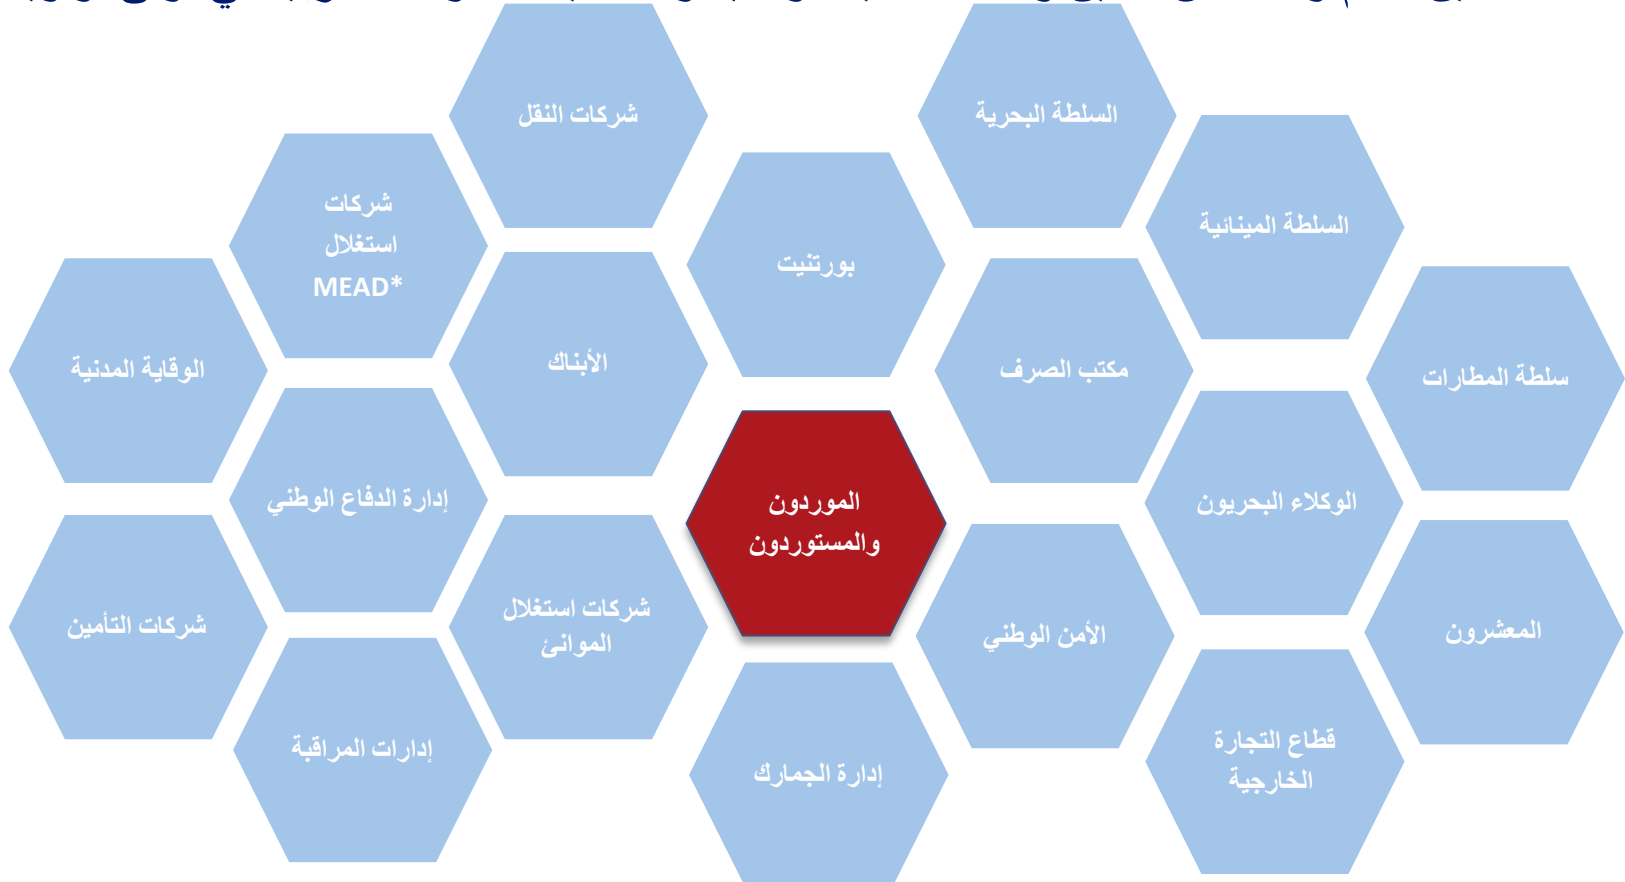 السلطة البحرية
شركات النقل
شركات
استغلال
MEAD*
السلطة المينائية
بورتنيت
الأبناك
مكتب الصرف
سلطة المطارات
الوقاية المدنية
إدارة الدفاع الوطني
الموردون
والمستوردون
الوكلاء البحريون
شركات استغلال
الموانئ
الأمن الوطني
المعشرون
شركات التأمين
إدارات المراقبة
إدارة الجمارك
قطاع التجارة
الخارجية